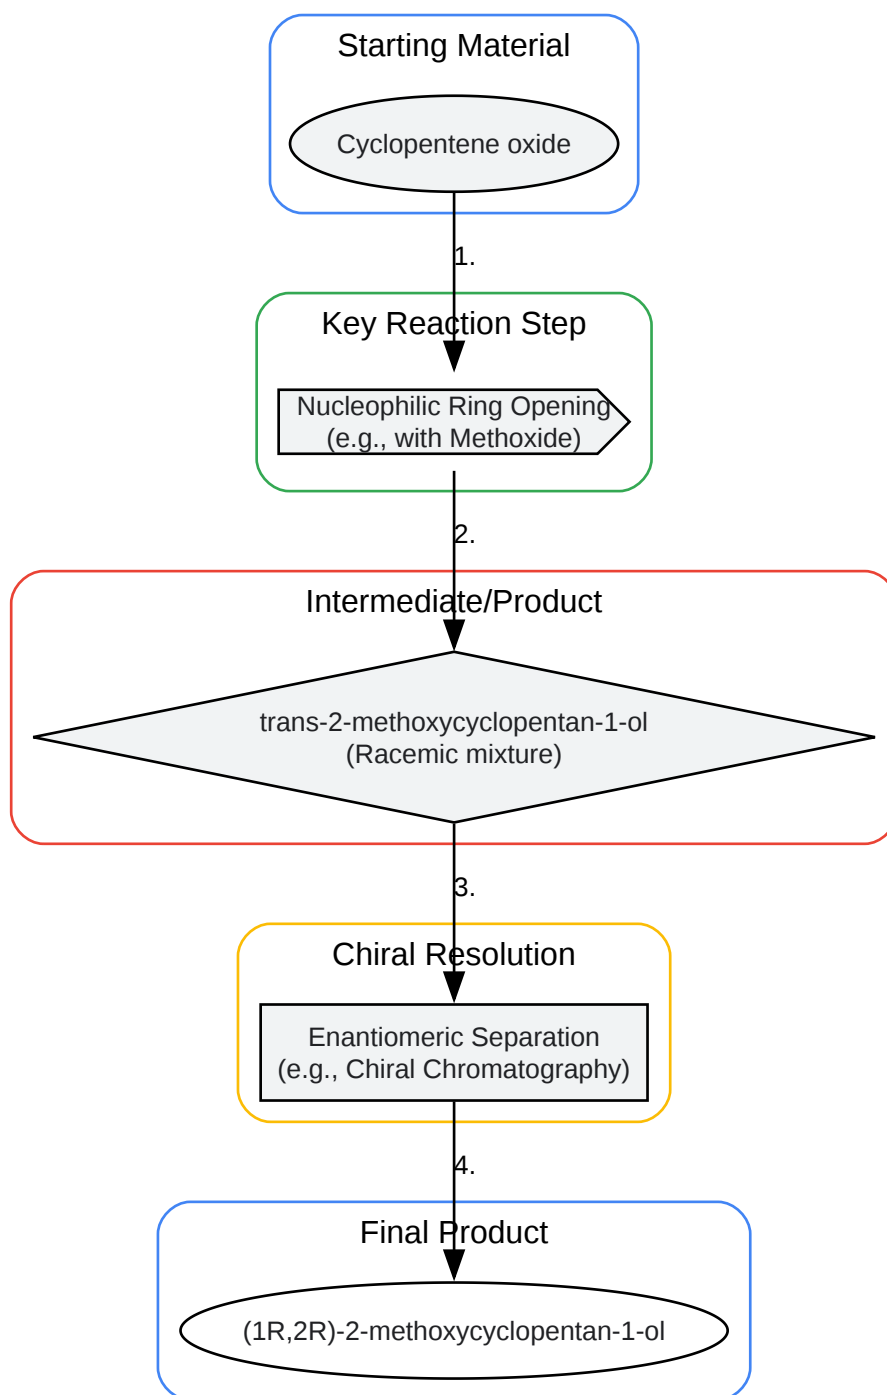 Starting Material
Cyclopentene oxide
1.
Key Reaction Step
Nucleophilic Ring Opening
(e.g., with Methoxide)
2.
Intermediate/Product
trans-2-methoxycyclopentan-1-ol
(Racemic mixture)
3.
Chiral Resolution
Enantiomeric Separation
(e.g., Chiral Chromatography)
4.
Final Product
(1R,2R)-2-methoxycyclopentan-1-ol